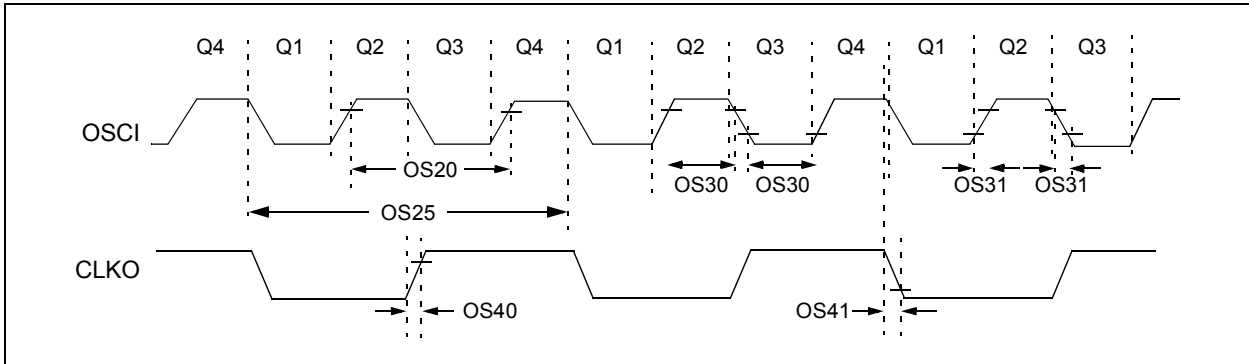 Q4 Q1 Q2 Q3 Q4 Q1 Q2 Q3 Q4 Q1 Q2 Q3
OSCI
OS20
OS30 OS30
OS31 OS31
OS25
CLKO
OS40
OS41